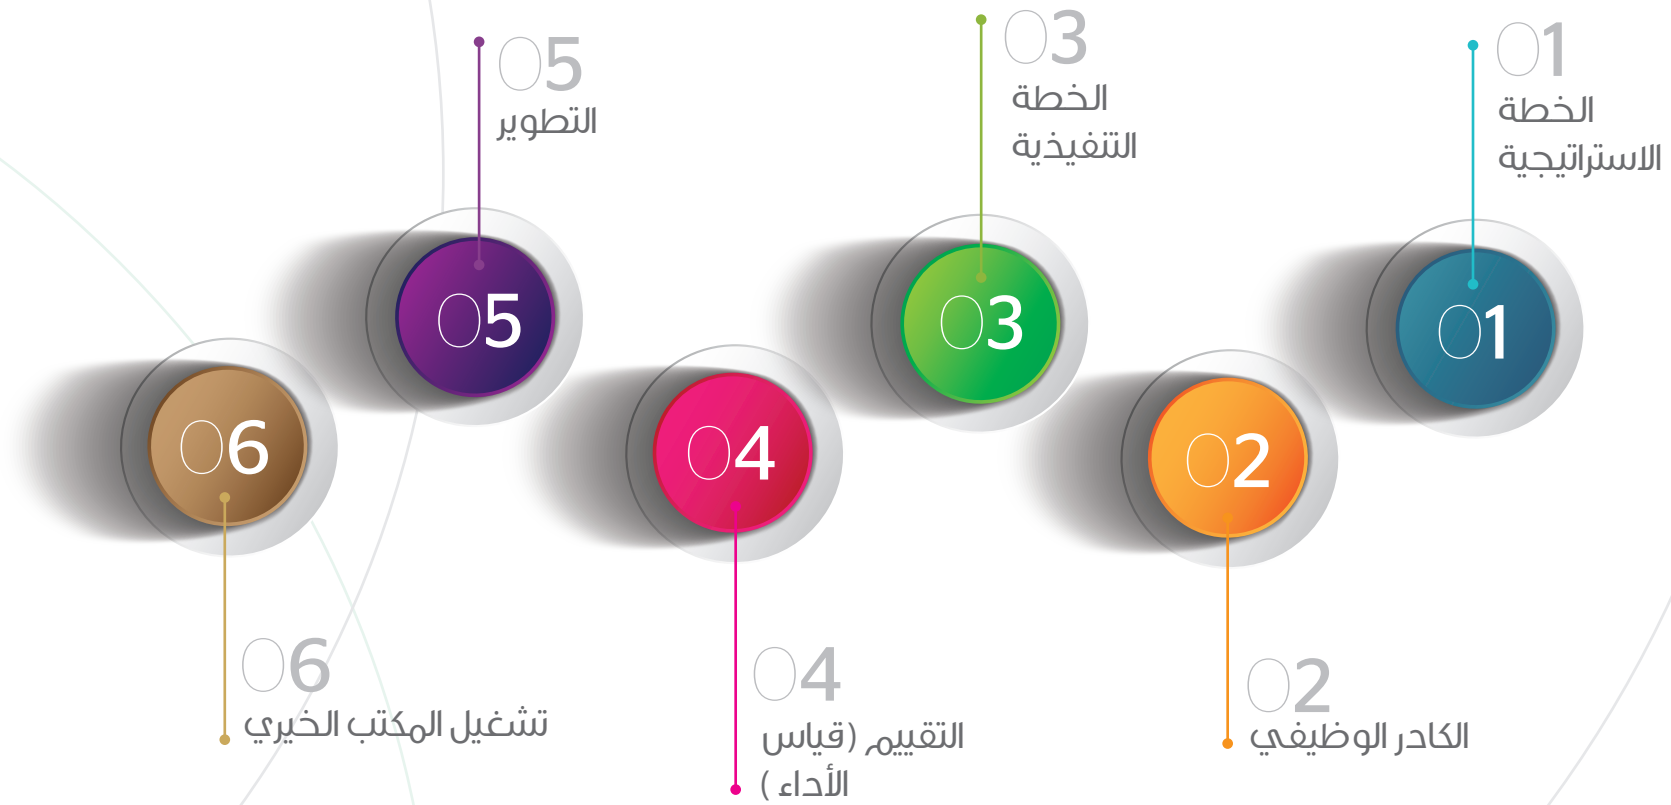 01
الخطة
الاستراتيجية
01
02
02
الكادر الوظيفي
03
الخطة
التنفيذية
03
04
04
التقييم (قياس
الأداء )
05
التطوير
05
06
06
تشغيل المكتب الخيري